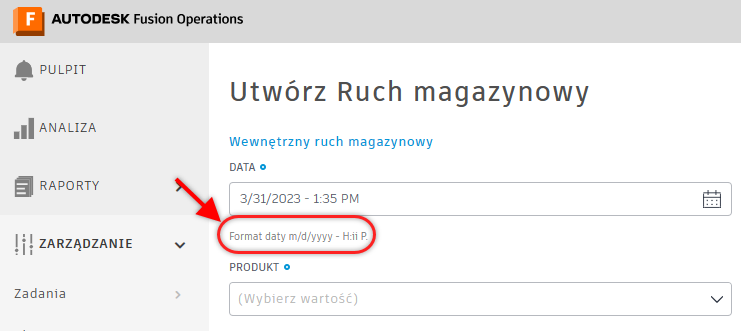 F AUTODESK Fusion Operations
PULPIT
ANALIZA
RAPORTY
ZARZĄDZANIE
Zadania
Utwórz Ruch magazynowy
Wewnętrzny ruch magazynowy
DATA
3/31/2023 - 1:35 PM
Format daty m/d/yyyy - H:ii P.
PRODUKT
(Wybierz wartość)